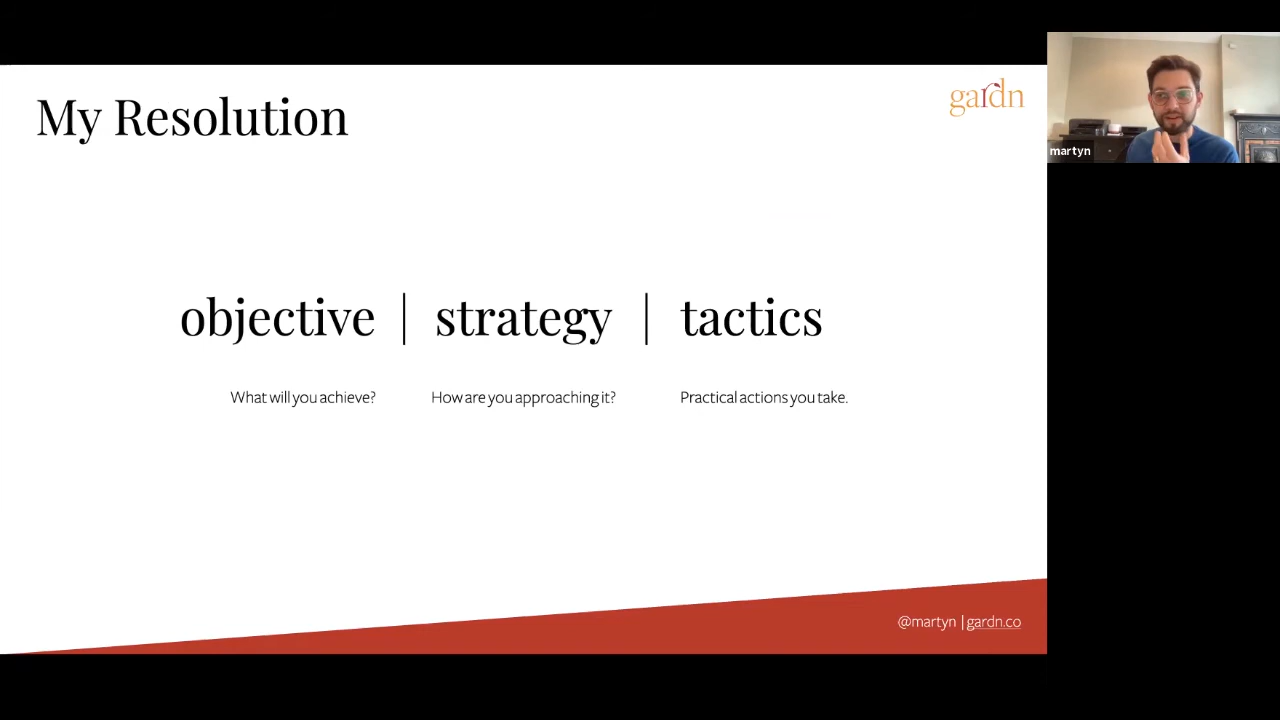 My Resolution
gardn
martyn
objective | strategy | tactics
What will you achieve? How are you approaching it? Practical actions you take.
@martyn | gardn.co